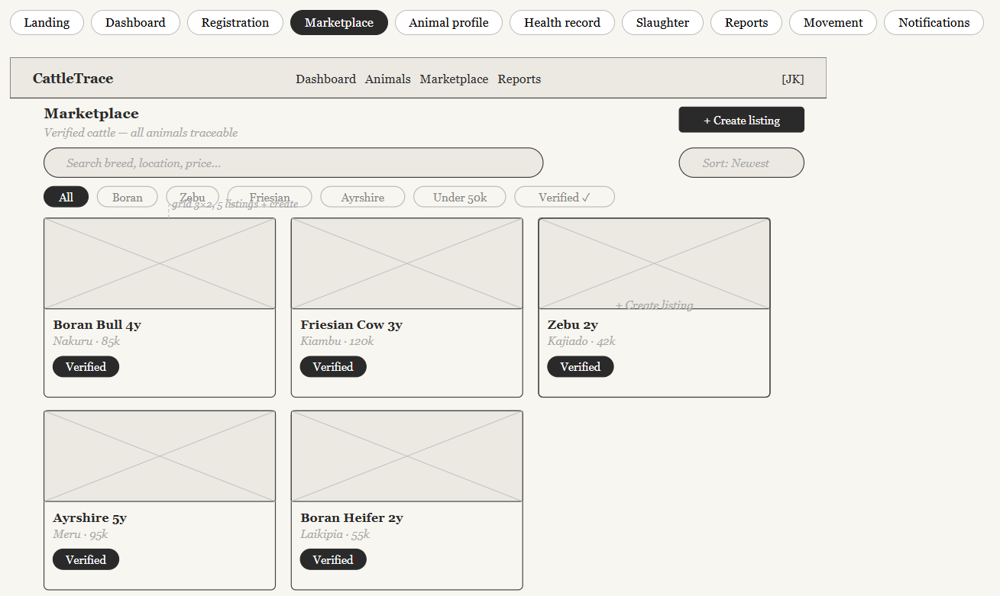 Landing Dashboard Registration Marketplace Animal profile Health record Slaughter Reports Movement Notifications
CattleTrace Dashboard Animals Marketplace Reports [JK]
Marketplace
+ Create listing
Verified cattle — all animals traceable
Search breed, location, price... Sort: Newest
All Boran Zebu Friesian Ayrshire Under 50k Verified ✓
grid 3×2, 5 listings + create
+ Create listing
Boran Bull 4y Friesian Cow 3y Zebu 2y
Nakuru · 85k Kiambu · 120k Kajiado · 42k
Verified Verified Verified
Ayrshire 5y Boran Heifer 2y
Meru · 95k Laikipia · 55k
Verified Verified